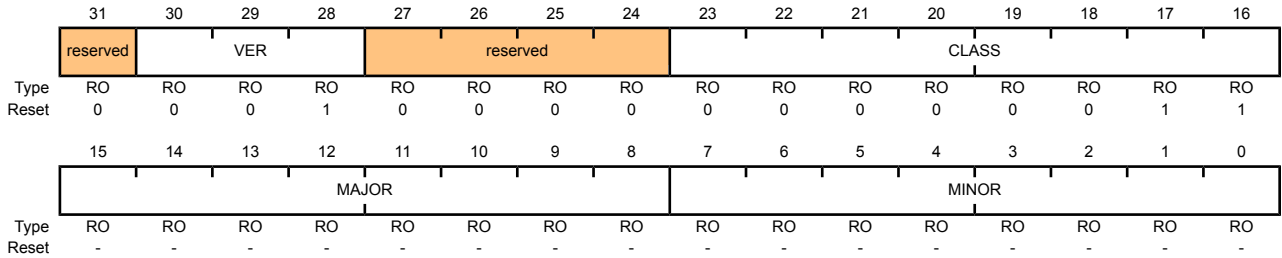 31 30 29 28 27 26 25 24 23 22 21 20 19 18 17 16
reserved VER reserved CLASS
Type RO RO RO RO RO RO RO RO RO RO RO RO RO RO RO RO
Reset 0 0 0 1 0 0 0 0 0 0 0 0 0 0 1 1
15 14 13 12 11 10 9 8 7 6 5 4 3 2 1 0
MAJOR MINOR
Type RO RO RO RO RO RO RO RO RO RO RO RO RO RO RO RO
Reset - - - - - - - - - - - - - - - -